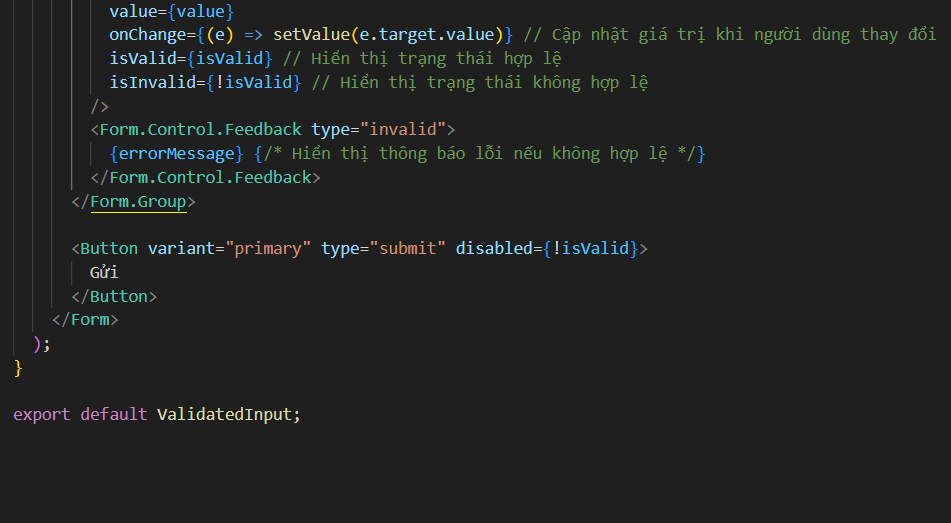 value={value}
onChange={(e) => setValue(e.target.value)} // Cập nhật giá trị khi người dùng thay đổi
isValid={isValid} // Hiển thị trạng thái hợp lệ
isInvalid={!isValid} // Hiển thị trạng thái không hợp lệ
/>
<Form.Control.Feedback type="invalid">
{errorMessage} {/* Hiển thị thông báo lỗi nếu không hợp lệ */}
</Form.Control.Feedback>
</Form.Group>
<Button variant="primary" type="submit" disabled={!isValid}>
Gửi
</Button>
</Form>
);
}
export default ValidatedInput;